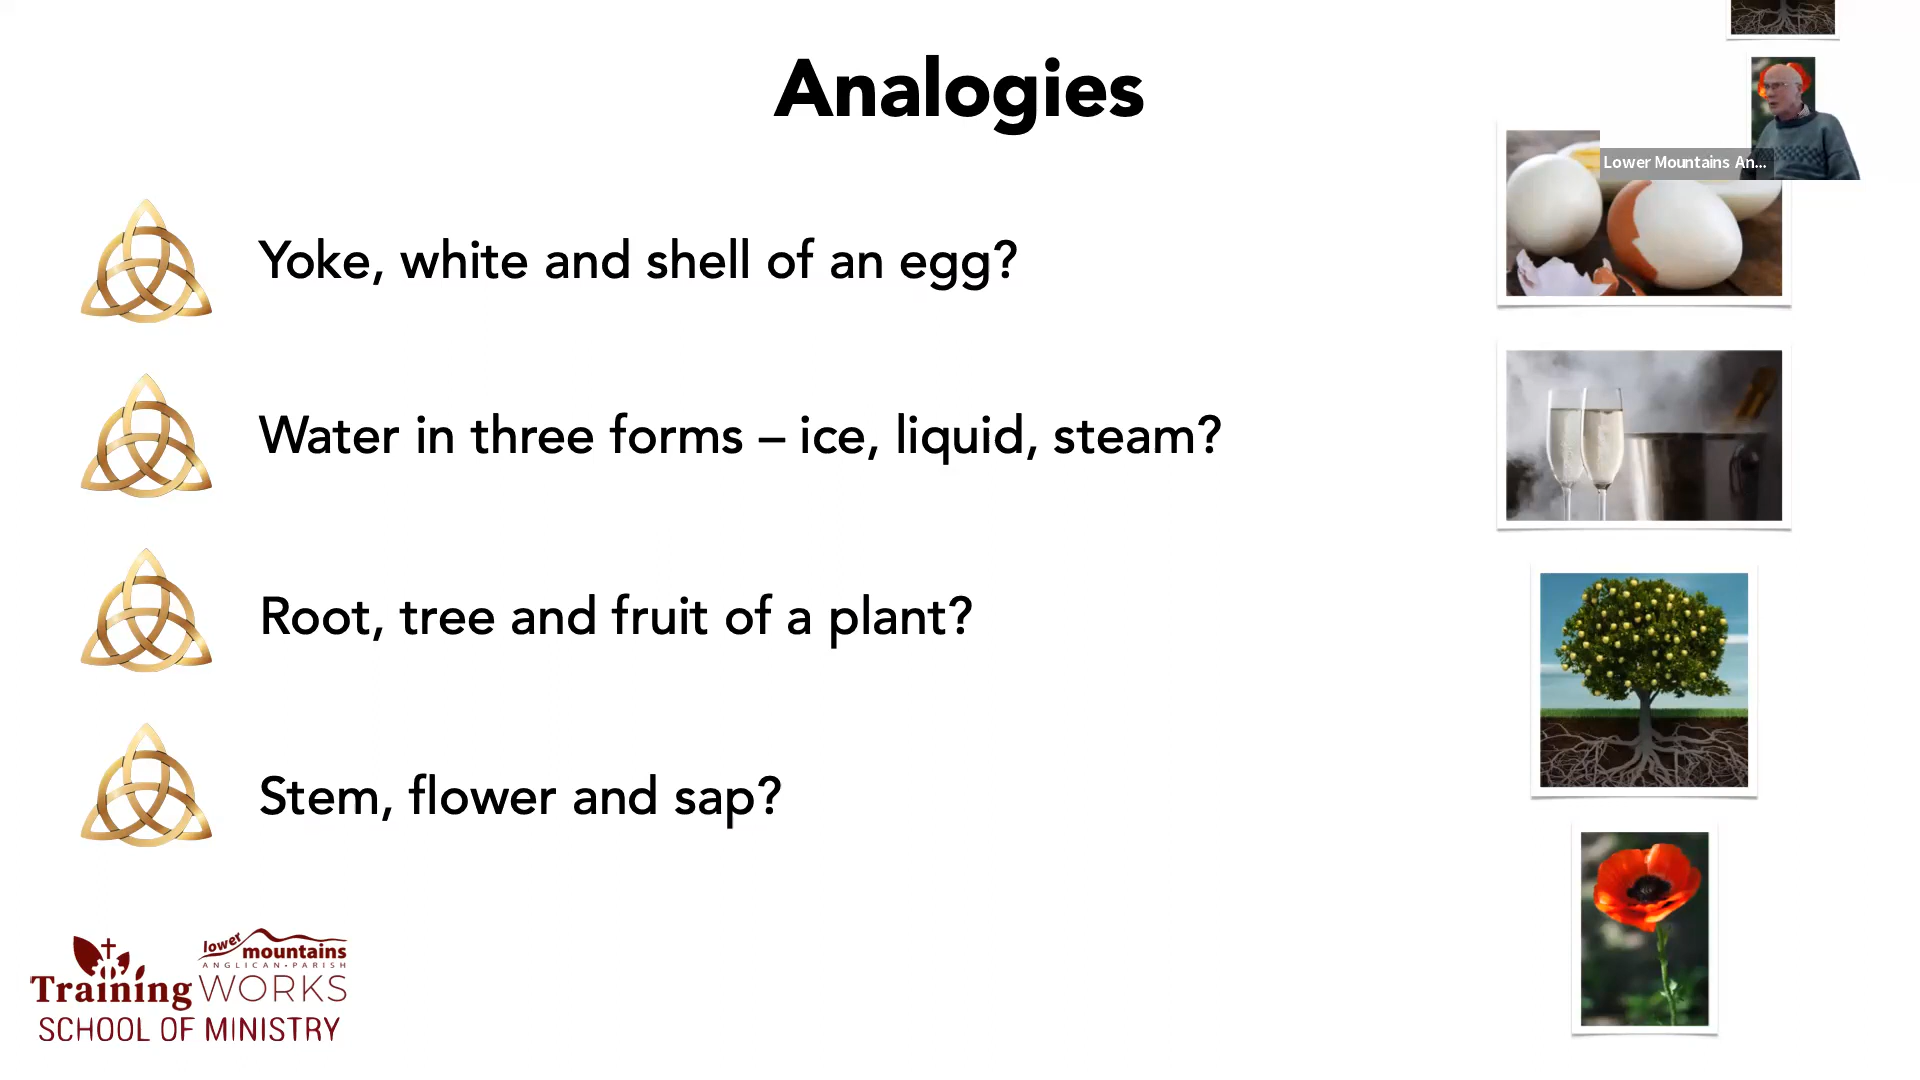 Analogies
Lower Mountains An...
Yoke, white and shell of an egg?
Water in three forms – ice, liquid, steam?
Root, tree and fruit of a plant?
Stem, flower and sap?
lower mountains
ANGLICAN·PARISH
Training WORKS
SCHOOL OF MINISTRY